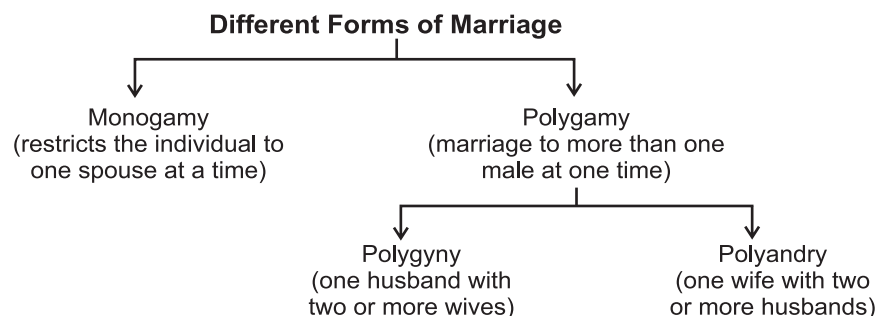 Different Forms of Marriage
Monogamy
(restricts the individual to
one spouse at a time)
Polygamy
(marriage to more than one
male at one time)
Polygyny
(one husband with
two or more wives)
Polyandry
(one wife with two
or more husbands)